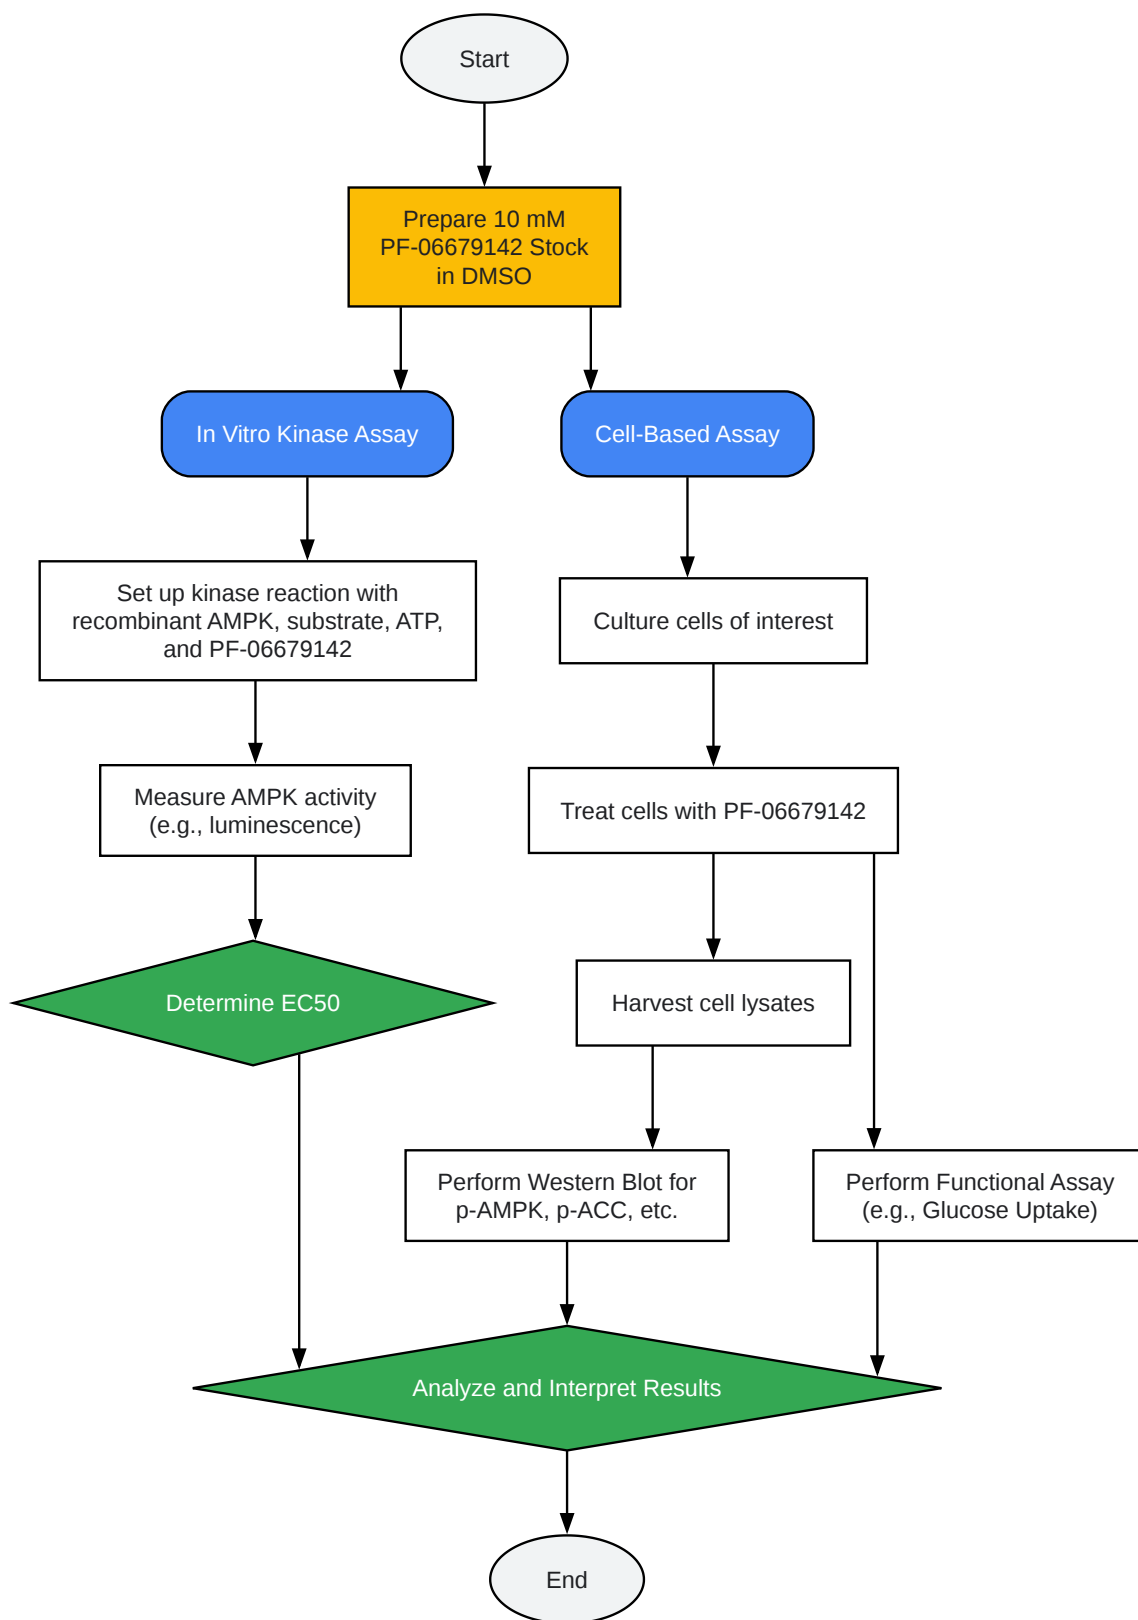 Start
Prepare 10 mM
PF-06679142 Stock
in DMSO
In Vitro Kinase Assay
Cell-Based Assay
Set up kinase reaction with
recombinant AMPK, substrate, ATP,
and PF-06679142
Culture cells of interest
Measure AMPK activity
(e.g., luminescence)
Treat cells with PF-06679142
Determine EC50
Harvest cell lysates
Perform Western Blot for
p-AMPK, p-ACC, etc.
Perform Functional Assay
(e.g., Glucose Uptake)
Analyze and Interpret Results
End